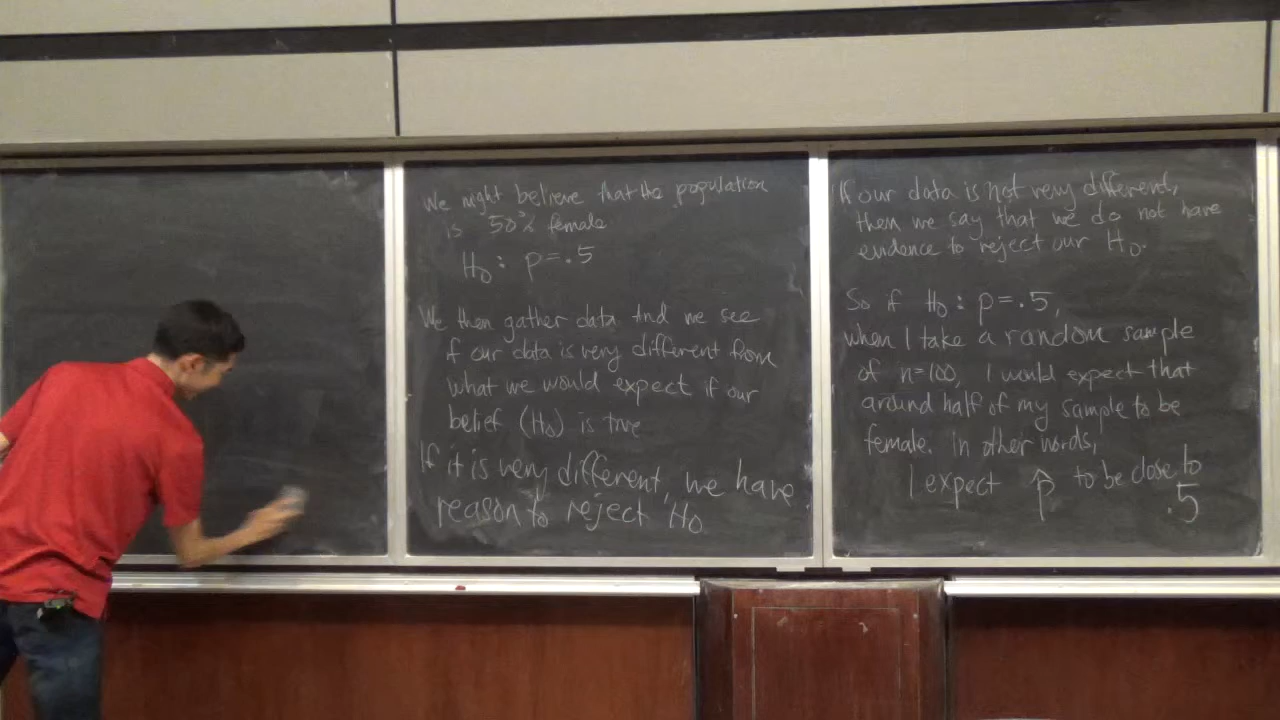 We might believe that the population
is 50% female
H₀: p=.5
We then gather data And we see
if our data is very different from
what we would expect if our
belief (H₀) is true
If it is very different, we have
reason to reject H₀
If our data is not very different,
then we say that we do not have
evidence to reject our H₀.
So if H₀: p=.5,
when I take a random sample
of n=100, I would expect that
around half of my sample to be
female. In other words,
I expect p̂ to be close to
.5